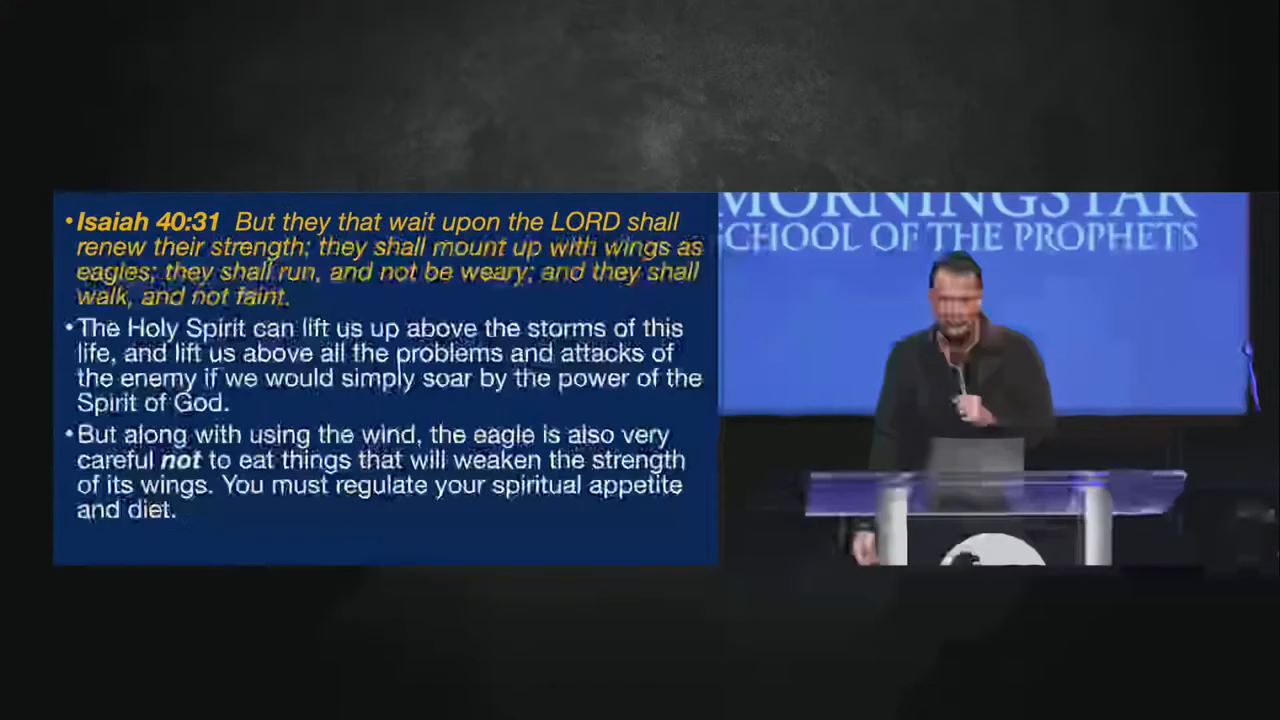 •Isaiah 40:31 But they that wait upon the LORD shall
renew their strength; they shall mount up with wings as
eagles; they shall run, and not be weary; and they shall
walk, and not faint.
•The Holy Spirit can lift us up above the storms of this
life, and lift us above all the problems and attacks of
the enemy if we would simply soar by the power of the
Spirit of God.
•But along with using the wind, the eagle is also very
careful not to eat things that will weaken the strength
of its wings. You must regulate your spiritual appetite
and diet.
MORNINGSTAR
SCHOOL OF THE PROPHETS